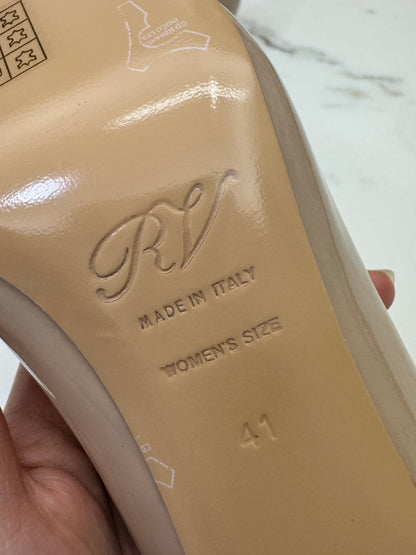 RV
MADE IN ITALY
WOMEN'S SIZE
41